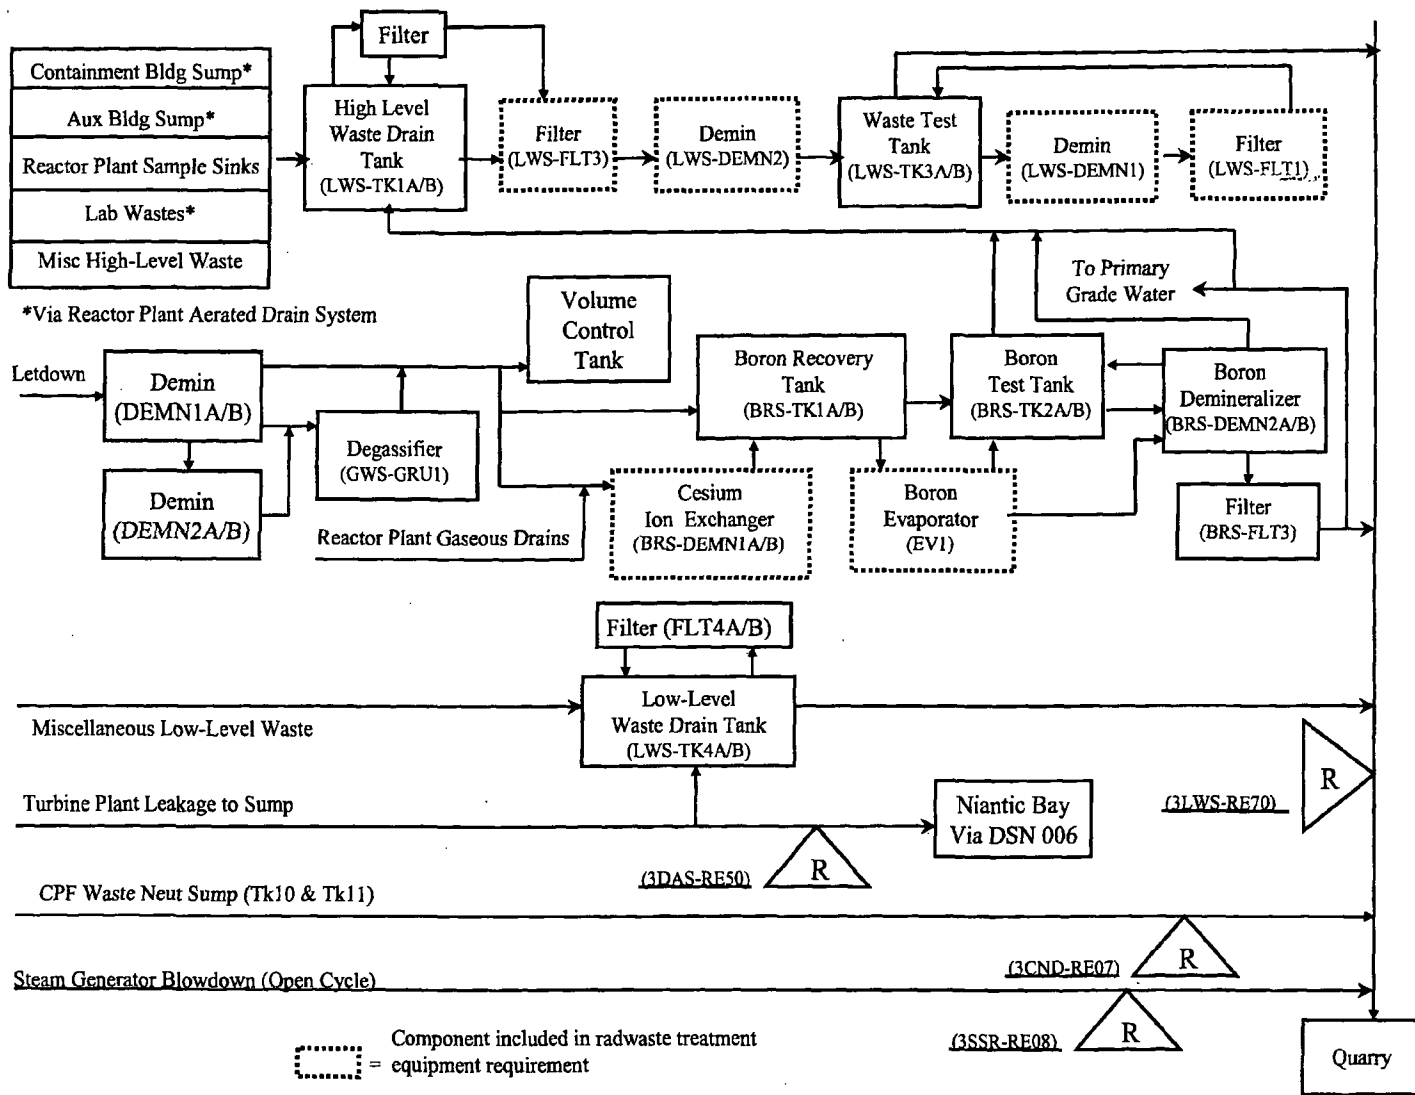 Filter
Containment Bldg Sump*
Aux Bldg Sump*
Reactor Plant Sample Sinks
Lab Wastes*
Misc High-Level Waste
High Level
Waste Drain
Tank
(LWS-TK1A/B)
Filter
(LWS-FLT3)
Demin
(LWS-DEMN2)
Waste Test
Tank
(LWS-TK3A/B)
Demin
(LWS-DEMN1)
Filter
(LWS-FLT1)
*Via Reactor Plant Aerated Drain System
To Primary
Grade Water
Letdown
Demin
(DEMN1A/B)
Demin
(DEMN2A/B)
Degassifier
(GWS-GRU1)
Volume
Control
Tank
Reactor Plant Gaseous Drains
Boron Recovery
Tank
(BRS-TK1A/B)
Cesium
Ion Exchanger
(BRS-DEMN1A/B)
Boron
Evaporator
(EV1)
Boron
Test Tank
(BRS-TK2A/B)
Boron
Demineralizer
(BRS-DEMN2A/B)
Filter
(BRS-FLT3)
Filter (FLT4A/B)
Miscellaneous Low-Level Waste
Low-Level
Waste Drain Tank
(LWS-TK4A/B)
(3LWS-RE70)
R
Turbine Plant Leakage to Sump
Niantic Bay
Via DSN 006
(3DAS-RE50)
R
CPF Waste Neut Sump (Tk10 & Tk11)
(3CND-RE07)
R
Steam Generator Blowdown (Open Cycle)
(3SSR-RE08)
R
Quarry
Component included in radwaste treatment
= equipment requirement